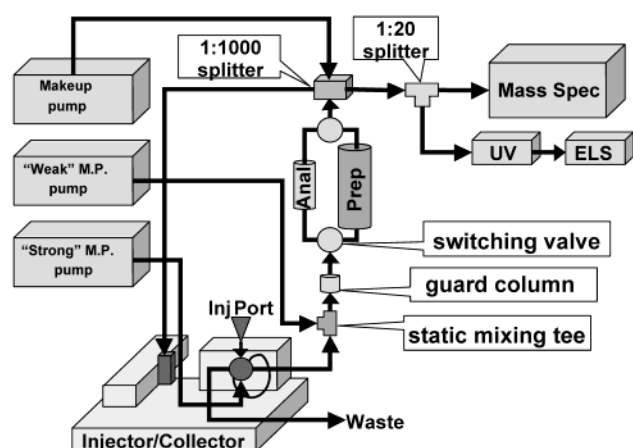 1:20
splitter
1:1000
splitter
Makeup
pump
Mass Spec
"Weak" M.P.
pump
UV
ELS
Anal
Prep
"Strong" M.P.
pump
switching valve
guard column
Inj Port
static mixing tee
Waste
Injector/Collector